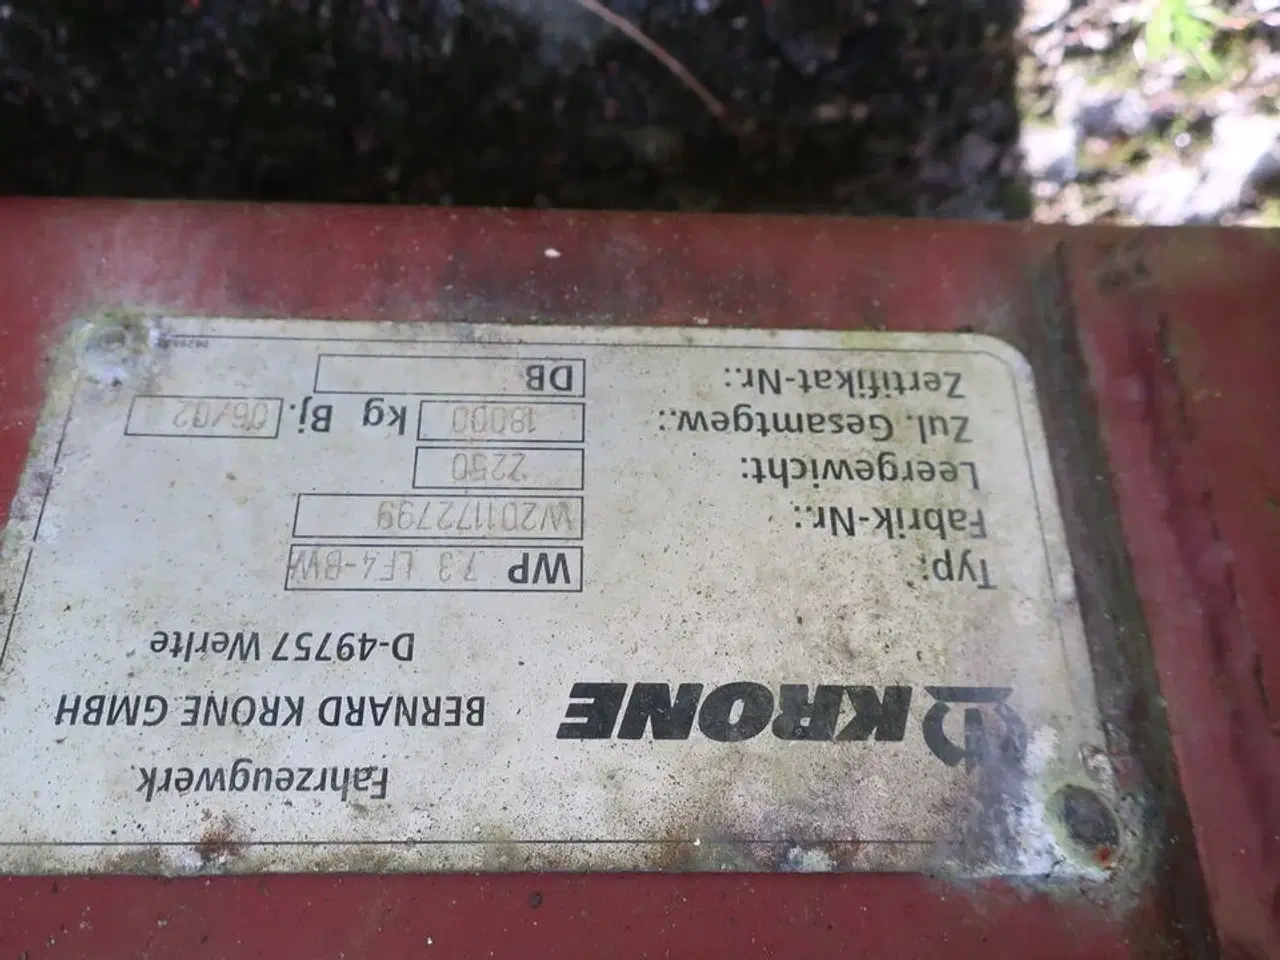 Fahrzeugwerk
KRONE BERNARD KRONE GMBH
D-49757 Werlte
Typ: WP 7.3 LF4-BW
Fabrik-Nr.: W201172799
Leergewicht: 2250
Zul. Gesamtgew.: 18000 kg Bj. 06/02
Zertifikat-Nr.: DB